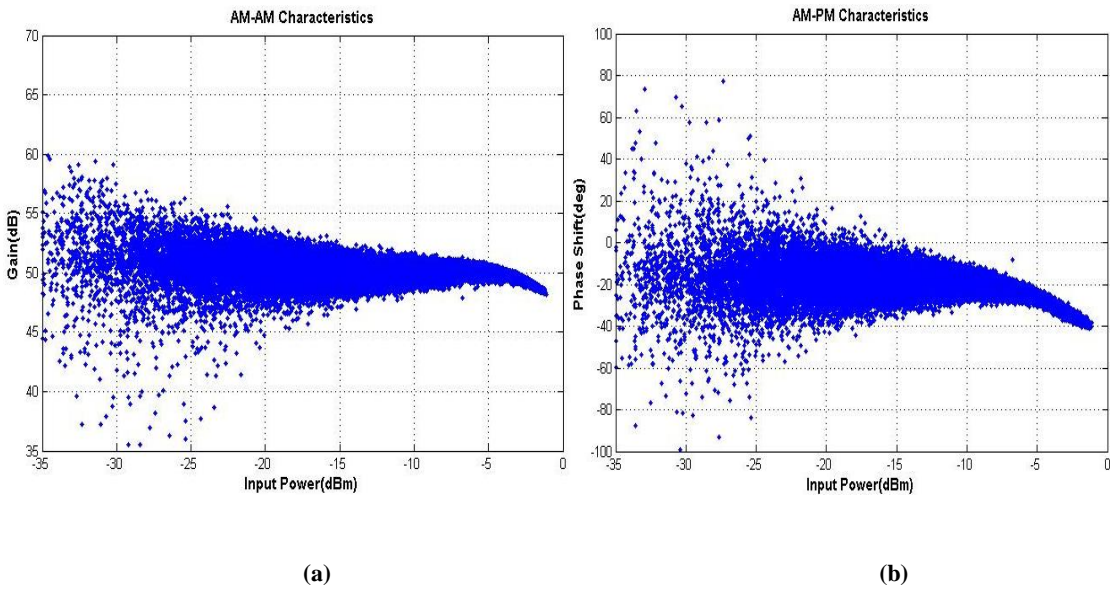 AM-AM Characteristics
70
65
60
55
50
45
40
35
Gain(dB)
-35 -30 -25 -20 -15 -10 -5 0
Input Power(dBm)
(a)
AM-PM Characteristics
100
80
60
40
20
0
-20
-40
-60
-80
-100
Phase Shift(deg)
-35 -30 -25 -20 -15 -10 -5 0
Input Power(dBm)
(b)